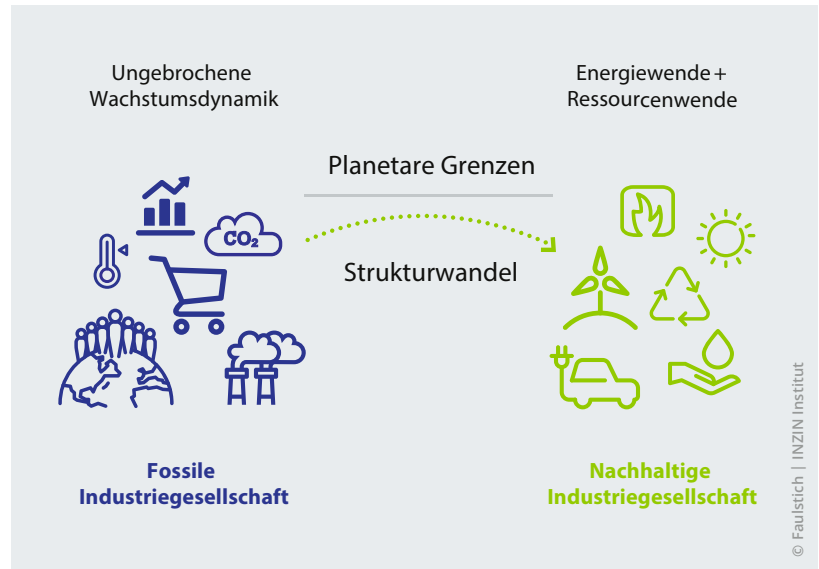 Ungebrochene
Wachstumsdynamik
Energiewende +
Ressourcenwende
Planetare Grenzen
CO₂
Strukturwandel
Fossile
Industriegesellschaft
Nachhaltige
Industriegesellschaft
© Faulstich | INZIN Institut